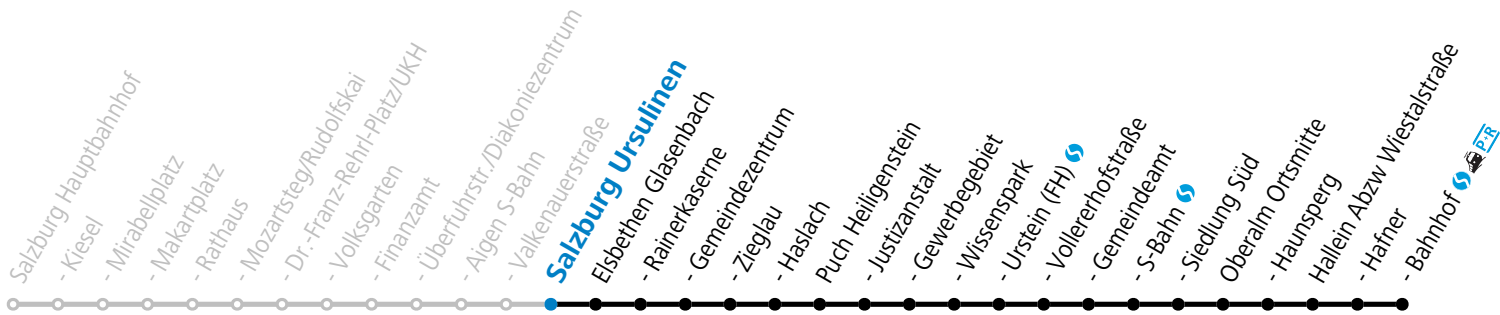 Salzburg Hauptbahnhof
- Kiesel
- Mirabellplatz
- Makartplatz
- Rathaus
- Mozartsteg/Rudolfskai
- Dr.-Franz-Rehrl-Platz/UKH
- Volksgarten
- Finanzamt
- Überfuhrstr./Diakoniezentrum
- Aigen S-Bahn
- Valkenauerstraße
Salzburg Ursulinen
Elsbethen Glasenbach
- Rainerkaserne
- Gemeindezentrum
- Zieglau
- Haslach
Puch Heiligenstein
- Justizanstalt
- Gewerbegebiet
- Wissenspark
- Urstein (FH)
- Vollererhofstraße
- Gemeindeamt
- S-Bahn
- Siedlung Süd
Oberalm Ortsmitte
- Haunsperg
Hallein Abzw Wiestalstraße
- Hafner
- Bahnhof P+R